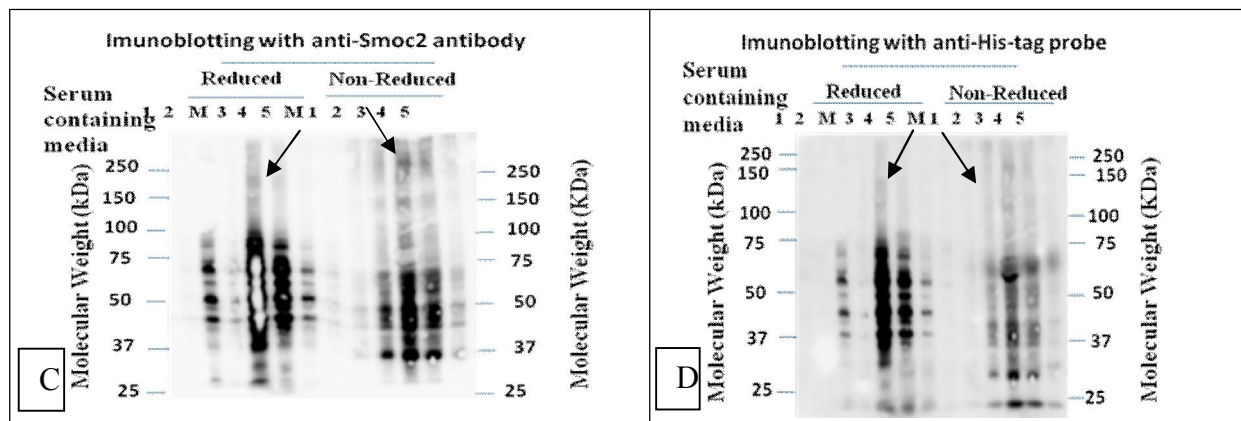 Imunoblotting with anti-Smoc2 antibody
Reduced Non-Reduced
Serum
containing
media
1 2 M 3 4 5 M 1 2 3 4 5
Molecular Weight (kDa)
250
150
100
75
50
37
25
250
150
100
75
50
37
25
Molecular Weight (KDa)
C
Imunoblotting with anti-His-tag probe
Reduced Non-Reduced
Serum
containing
media
1 2 M 3 4 5 M 1 2 3 4 5
Molecular Weight (kDa)
250
150
100
75
50
37
25
250
150
100
75
50
37
25
Molecular Weight (KDa)
D